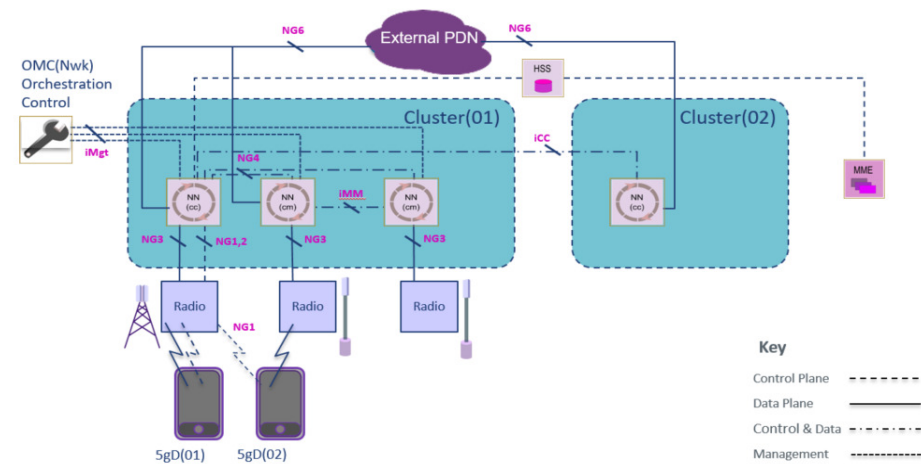 NG6
External PDN
NG6
OMC(Nwk)
Orchestration
Control
HSS
Cluster(01)
Cluster(02)
iMgt
iCC
NG4
MME
iMM
NN
(cc)
NN
(cm)
NN
(cm)
NN
(cc)
NG3
NG1,2
NG3
NG3
Radio
Radio
Radio
NG1
Key
Control Plane
Data Plane
Control & Data
Management
5gD(01)
5gD(02)